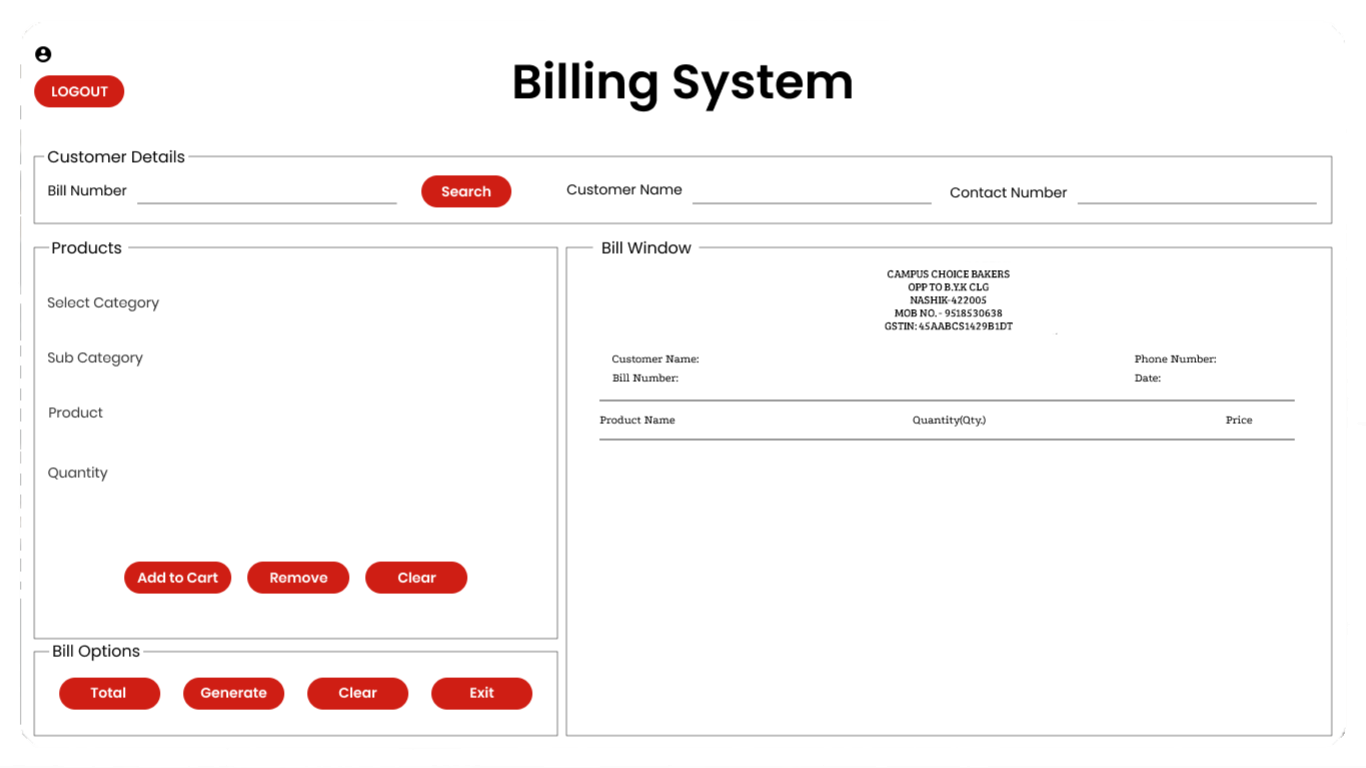 Billing System
LOGOUT
Customer Details
Bill Number
Search
Customer Name
Contact Number
Products
Select Category
Sub Category
Product
Quantity
Add to Cart
Remove
Clear
Bill Options
Total
Generate
Clear
Exit
Bill Window
CAMPUS CHOICE BAKERS
OPP TO B.Y.K CLG
NASHIK-422005
MOB NO. - 9518530638
GSTIN: 45AABCS1429B1DT
Customer Name:
Phone Number:
Bill Number:
Date:
Product Name
Quantity(Qty.)
Price